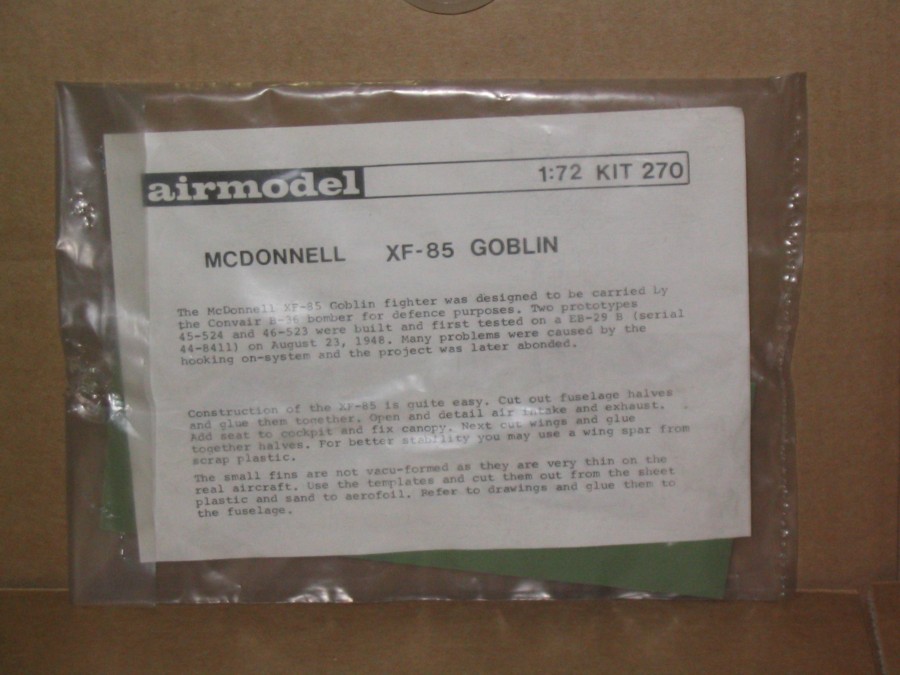 airmodel 1:72 KIT 270
MCDONNELL XF-85 GOBLIN
The McDonnell XF-85 Goblin fighter was designed to be carried by
the Convair B-36 bomber for defence purposes. Two prototypes
45-524 and 46-523 were built and first tested on a EB-29 B (serial
44-8411) on August 23, 1948. Many problems were caused by the
hooking on-system and the project was later abonded.
Construction of the XF-85 is quite easy. Cut out fuselage halves
and glue them together. Open and detail air intake and exhaust.
Add seat to cockpit and fix canopy. Next cut wings and glue
together halves. For better stability you may use a wing spar from
scrap plastic.
The small fins are not vacu-formed as they are very thin on the
real aircraft. Use the templates and cut them out from the sheet
plastic and sand to aerofoil. Refer to drawings and glue them to
the fuselage.